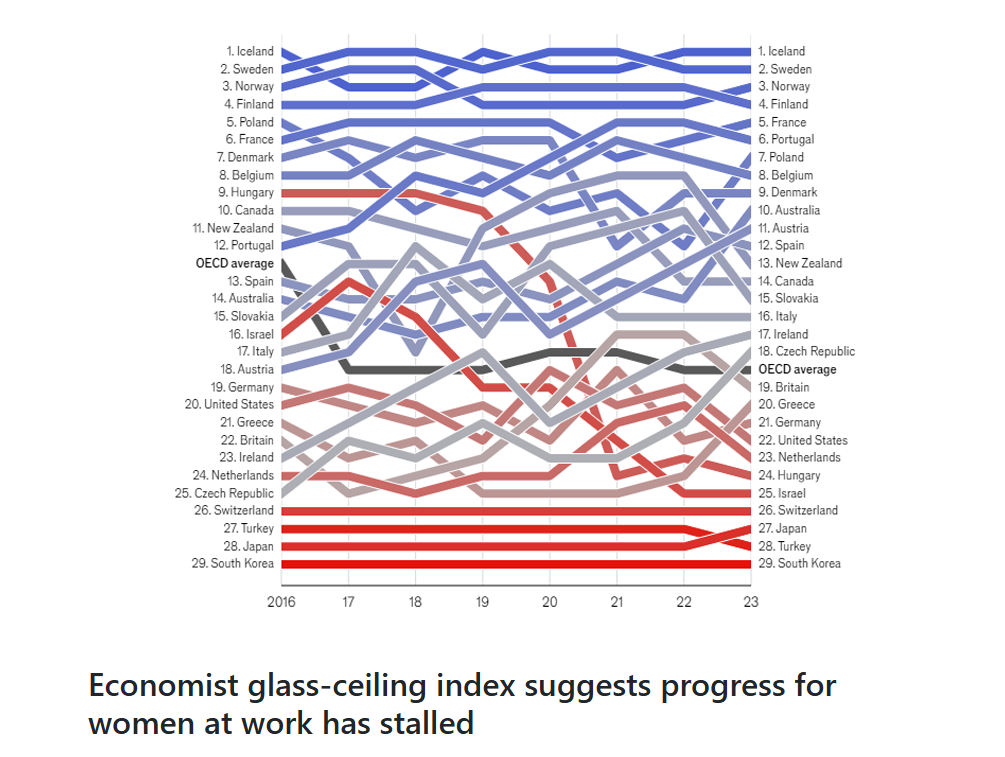 1. Iceland
2. Sweden
3. Norway
4. Finland
5. Poland
6. France
7. Denmark
8. Belgium
9. Hungary
10. Canada
11. New Zealand
12. Portugal
OECD average
13. Spain
14. Australia
15. Slovakia
16. Israel
17. Italy
18. Austria
19. Germany
20. United States
21. Greece
22. Britain
23. Ireland
24. Netherlands
25. Czech Republic
26. Switzerland
27. Turkey
28. Japan
29. South Korea
1. Iceland
2. Sweden
3. Norway
4. Finland
5. France
6. Portugal
7. Poland
8. Belgium
9. Denmark
10. Australia
11. Austria
12. Spain
13. New Zealand
14. Canada
15. Slovakia
16. Italy
17. Ireland
18. Czech Republic
OECD average
19. Britain
20. Greece
21. Germany
22. United States
23. Netherlands
24. Hungary
25. Israel
26. Switzerland
27. Japan
28. Turkey
29. South Korea
2016 17 18 19 20 21 22 23
Economist glass-ceiling index suggests progress for
women at work has stalled